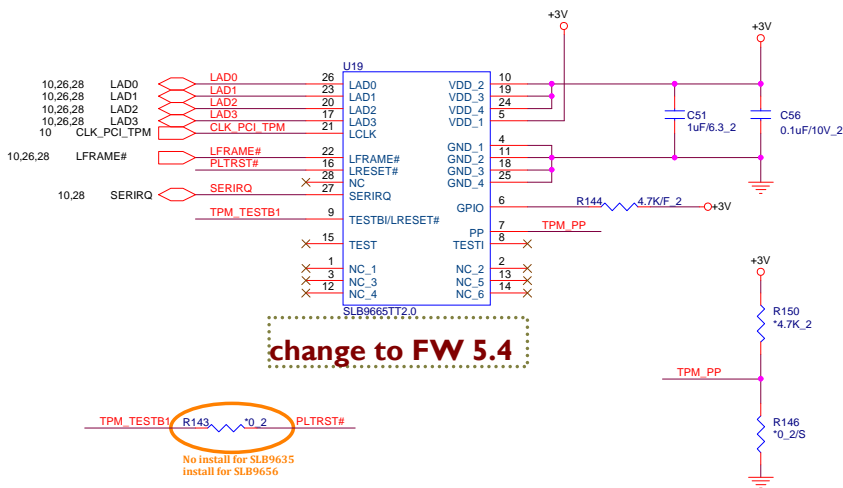 +3V
+3V
U19
10,26,28 LAD0 LAD0 26 LAD0 VDD_2 10
10,26,28 LAD1 LAD1 23 LAD1 VDD_3 19
10,26,28 LAD2 LAD2 20 LAD2 VDD_4 24
10,26,28 LAD3 LAD3 17 LAD3 VDD_1 5
10 CLK_PCI_TPM CLK_PCI_TPM 21 LCLK
C51
1uF/6.3_2
C56
0.1uF/10V_2
GND_1 4
10,26,28 LFRAME# LFRAME# 22 LFRAME# GND_2 11
PLTRST# 16 LRESET# GND_3 18
28 NC GND_4 25
10,28 SERIRQ SERIRQ 27 SERIRQ
GPIO 6 R144 4.7K/F_2 +3V
TPM_TESTB1 9 TESTBI/LRESET#
PP 7 TPM_PP
15 TEST TESTI 8
1 NC_1 NC_2 2
3 NC_3 NC_5 13
12 NC_4 NC_6 14
SLB9665TT2.0
change to FW 5.4
+3V
R150
*4.7K_2
TPM_PP
R146
*0_2/S
TPM_TESTB1 R143 *0_2 PLTRST#
No install for SLB9635
install for SLB9656